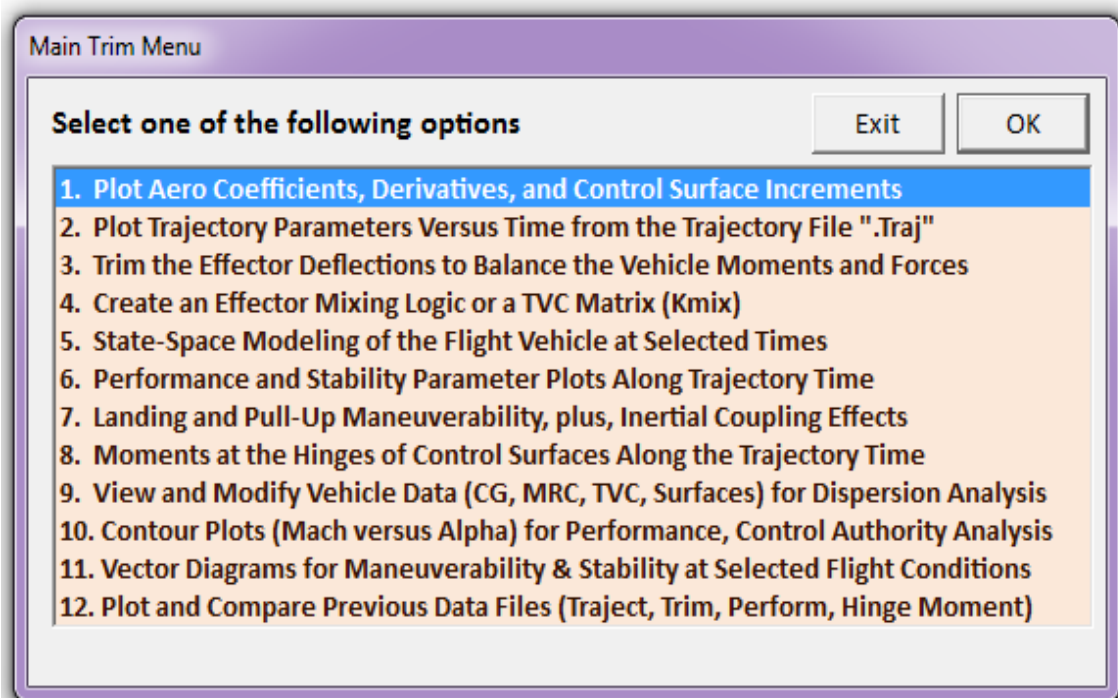 Main Trim Menu
Select one of the following options
Exit
OK
1. Plot Aero Coefficients, Derivatives, and Control Surface Increments
2. Plot Trajectory Parameters Versus Time from the Trajectory File ".Traj"
3. Trim the Effector Deflections to Balance the Vehicle Moments and Forces
4. Create an Effector Mixing Logic or a TVC Matrix (Kmix)
5. State-Space Modeling of the Flight Vehicle at Selected Times
6. Performance and Stability Parameter Plots Along Trajectory Time
7. Landing and Pull-Up Maneuverability, plus, Inertial Coupling Effects
8. Moments at the Hinges of Control Surfaces Along the Trajectory Time
9. View and Modify Vehicle Data (CG, MRC, TVC, Surfaces) for Dispersion Analysis
10. Contour Plots (Mach versus Alpha) for Performance, Control Authority Analysis
11. Vector Diagrams for Maneuverability & Stability at Selected Flight Conditions
12. Plot and Compare Previous Data Files (Traject, Trim, Perform, Hinge Moment)